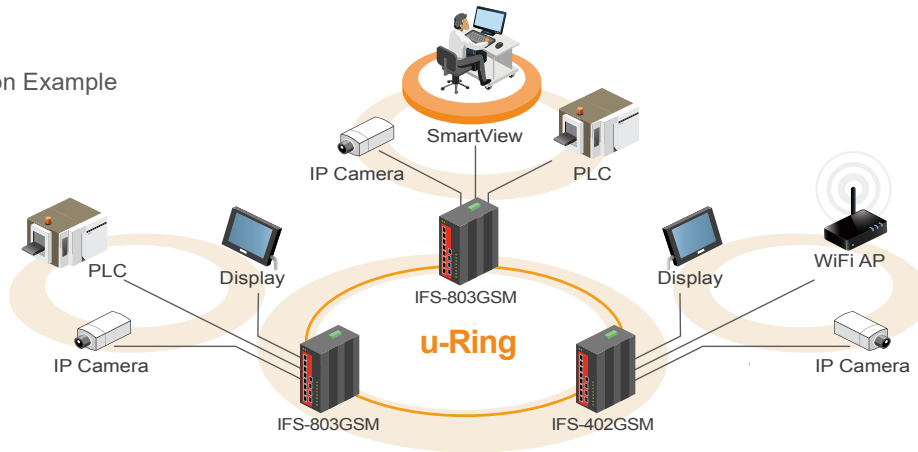 on Example
SmartView
IP Camera
PLC
PLC
Display
IFS-803GSM
Display
WiFi AP
u-Ring
IP Camera
IP Camera
IFS-803GSM
IFS-402GSM